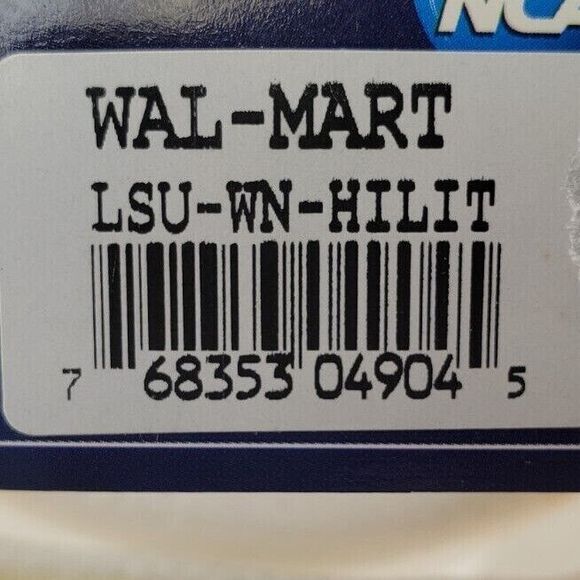 NCA
WAL-MART
LSU-WN-HILIT
7 68353 04904 5